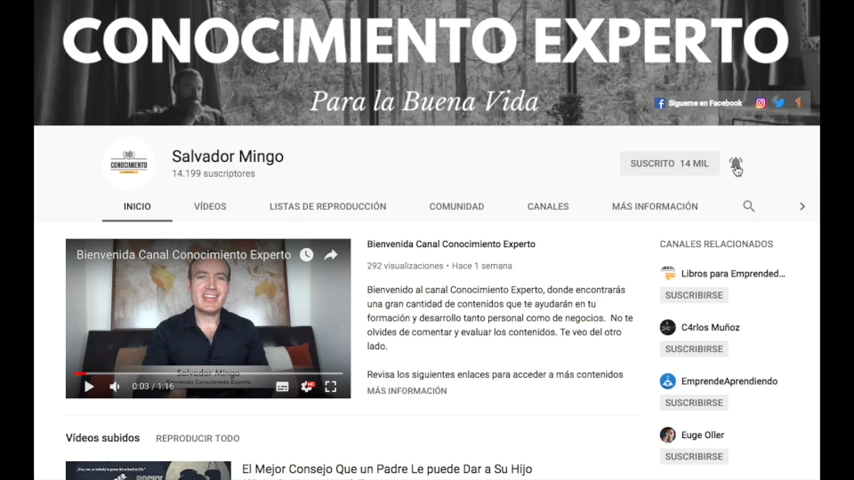 CONOCIMIENTO EXPERTO
Para la Buena Vida
Sígueme en Facebook
CONOCIMIENTO
Salvador Mingo
14.199 suscriptores
SUSCRITO 14 MIL
INICIO
VÍDEOS
LISTAS DE REPRODUCCIÓN
COMUNIDAD
CANALES
MÁS INFORMACIÓN
Bienvenida Canal Conocimiento Experto
Salvador Mingo
Bienvenida Conocimiento Experto
0:03 / 1:16
HD
Bienvenida Canal Conocimiento Experto
292 visualizaciones • Hace 1 semana
Bienvenido al canal Conocimiento Experto, donde encontrarás
una gran cantidad de contenidos que te ayudarán en tu
formación y desarrollo tanto personal como de negocios. No te
olvides de comentar y evaluar los contenidos. Te veo del otro
lado.
Revisa los siguientes enlaces para acceder a más contenidos
MÁS INFORMACIÓN
CANALES RELACIONADOS
Libros para Emprended...
SUSCRIBIRSE
C4rlos Muñoz
SUSCRIBIRSE
EmprendeAprendiendo
SUSCRIBIRSE
Euge Oller
SUSCRIBIRSE
Vídeos subidos
REPRODUCIR TODO
El Mejor Consejo Que un Padre Le puede Dar a Su Hijo